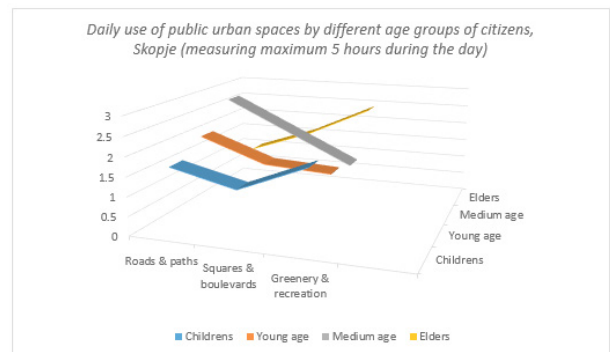 Daily use of public urban spaces by different age groups of citizens,
Skopje (measuring maximum 5 hours during the day)
3
2.5
2
1.5
1
0.5
0
Elders
Medium age
Young age
Childrens
Roads & paths
Squares &
boulevards
Greenery &
recreation
Childrens Young age Medium age Elders